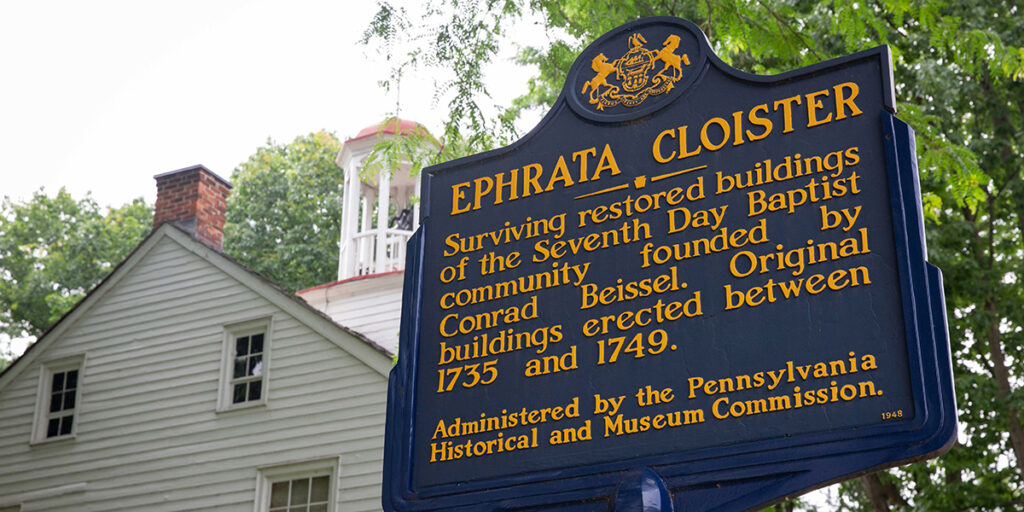 EPHRATA CLOISTER
Surviving restored buildings
of the Seventh Day Baptist
community founded by
Conrad Beissel. Original
buildings erected between
1735 and 1749.
Administered by the Pennsylvania
Historical and Museum Commission.
1948